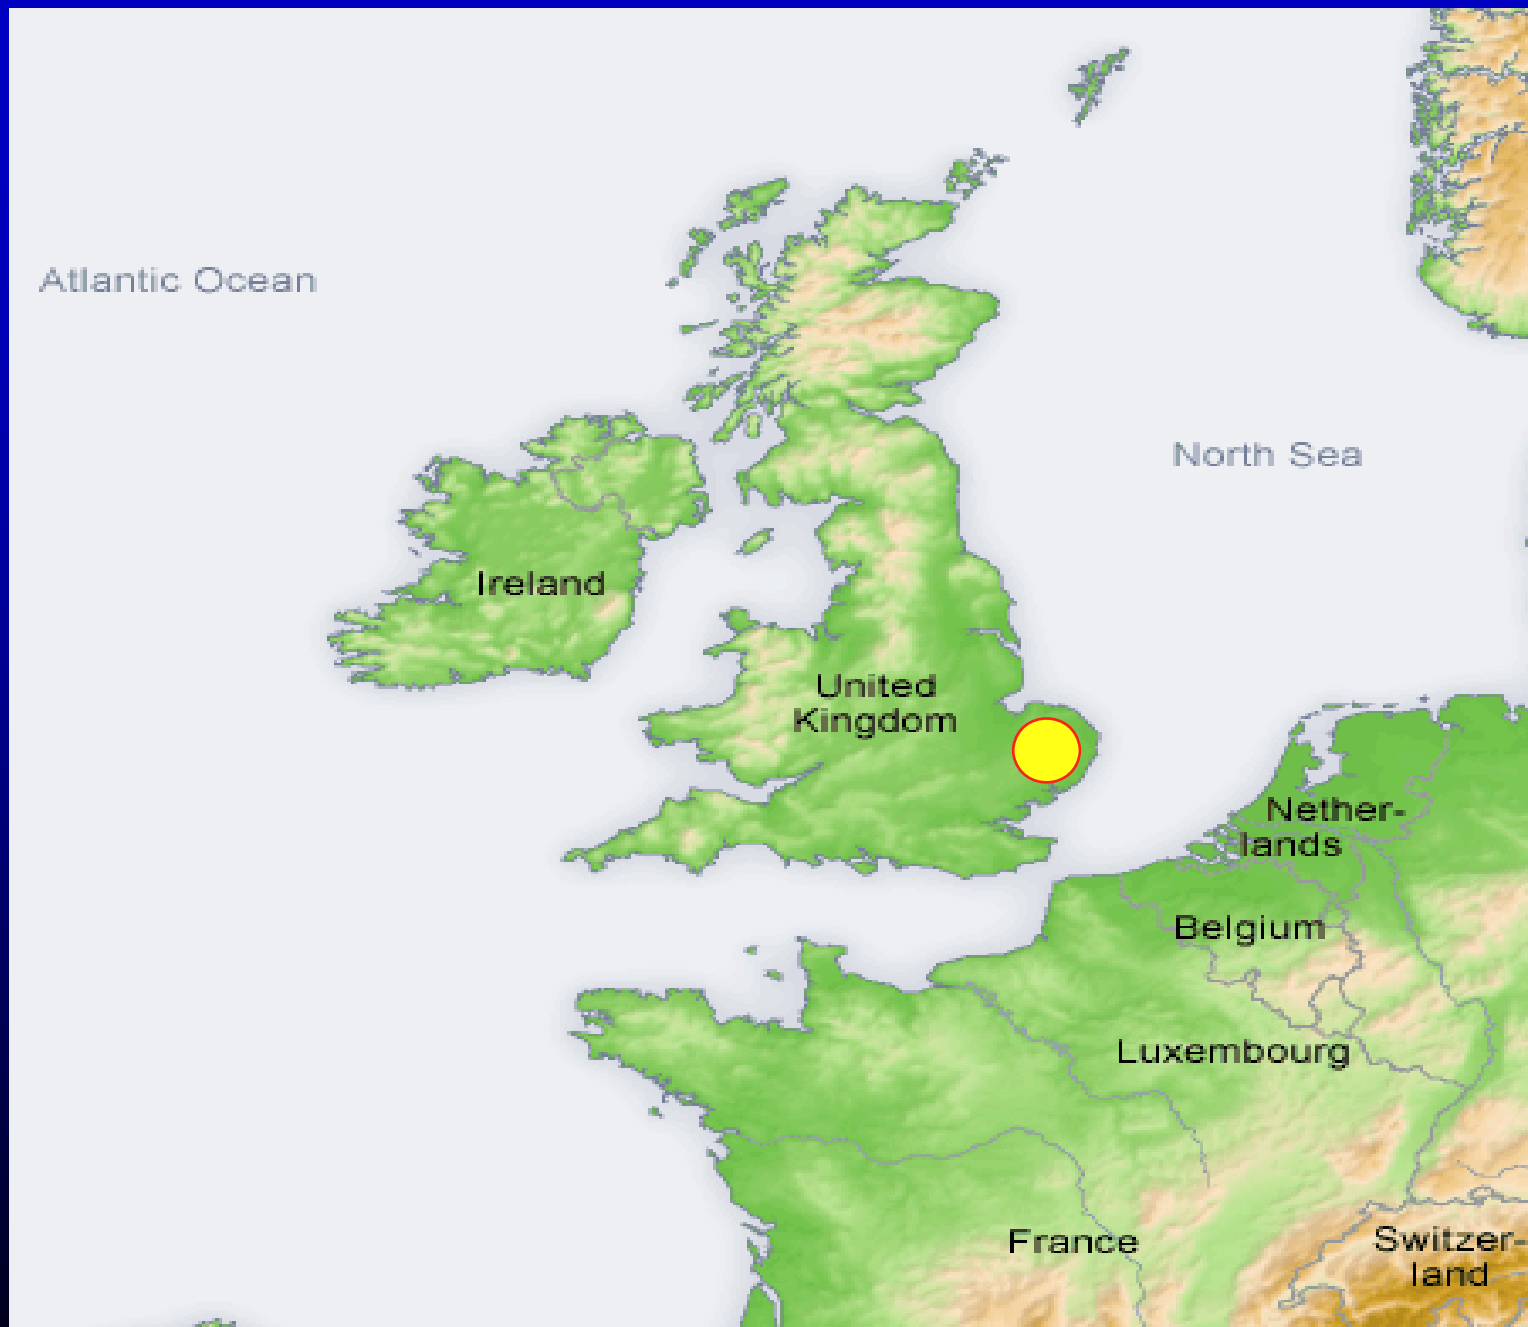 Atlantic Ocean
North Sea
Ireland
United
Kingdom
Nether-
lands
Belgium
Luxembourg
France
Switzer-
land